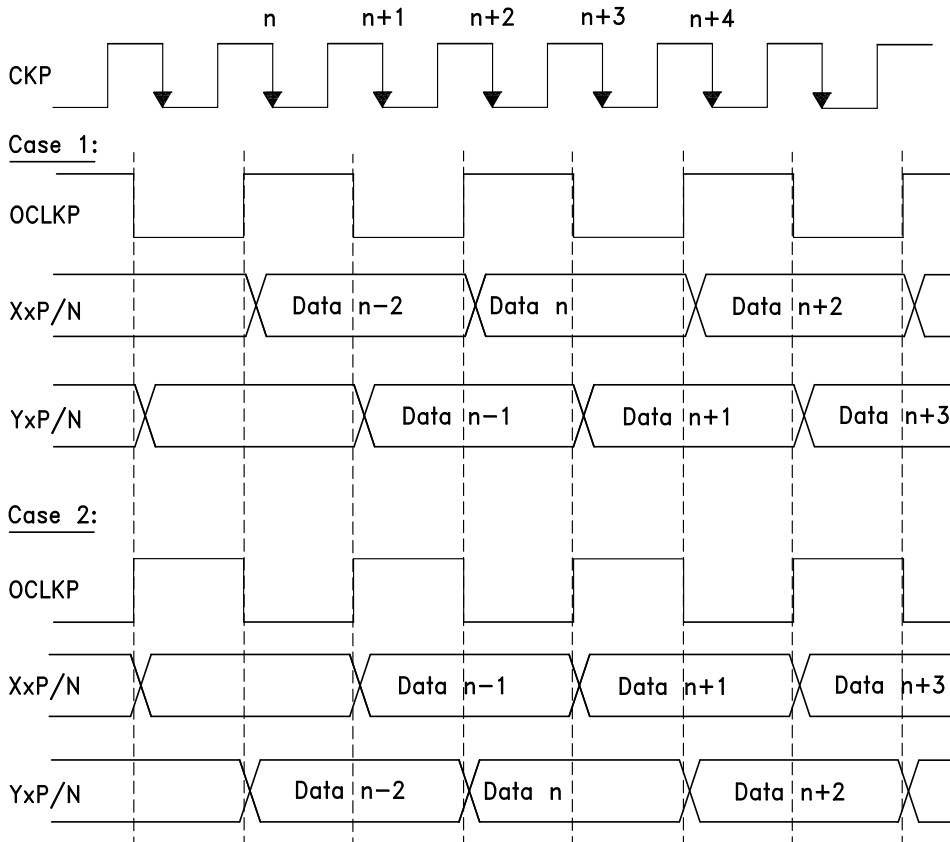 n n+1 n+2 n+3 n+4
CKP
Case 1:
OCLKP
XxP/N Data n-2 Data n Data n+2
YxP/N Data n-1 Data n+1 Data n+3
Case 2:
OCLKP
XxP/N Data n-1 Data n+1 Data n+3
YxP/N Data n-2 Data n Data n+2